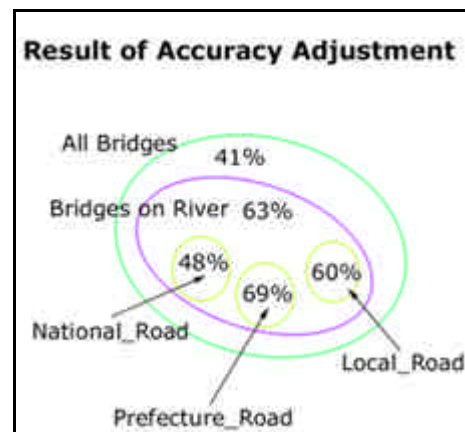 Result of Accuracy Adjustment
All Bridges
41%
Bridges on River 63%
48%
69%
60%
National_Road
Local_Road
Prefecture_Road